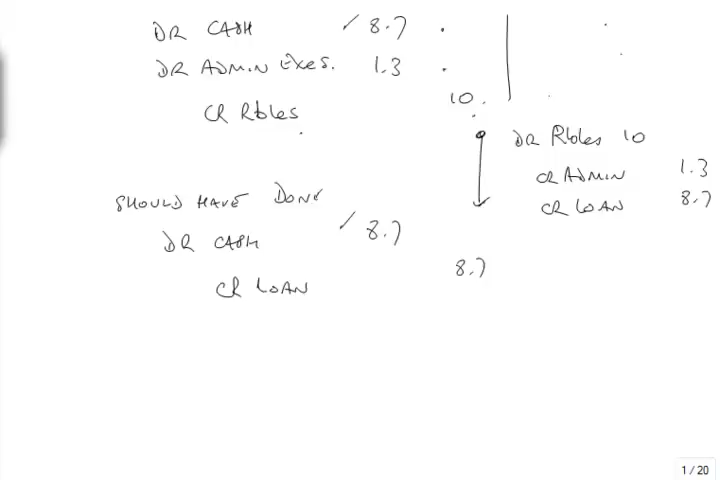 DR CASH ✓ 8.7
DR ADMIN EXES. 1.3
CR Rbles 10.
SHOULD HAVE DONE
DR CASH ✓ 8.7
CR LOAN 8.7
DR Rbles 10
CR ADMIN 1.3
CR LOAN 8.7
1 / 20